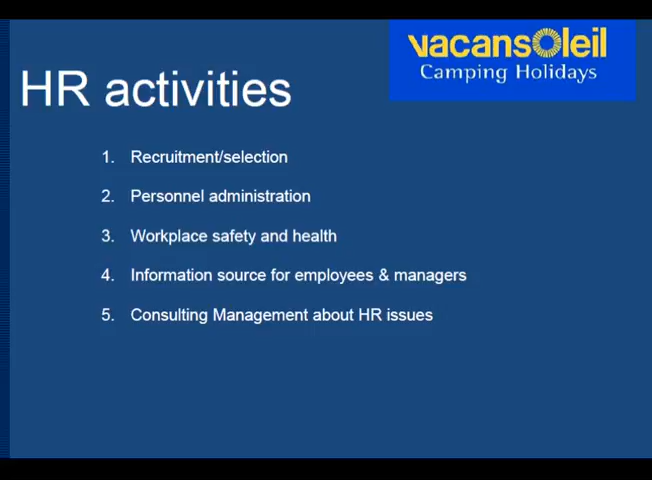 vacansOleil
Camping Holidays
HR activities
1. Recruitment/selection
2. Personnel administration
3. Workplace safety and health
4. Information source for employees & managers
5. Consulting Management about HR issues